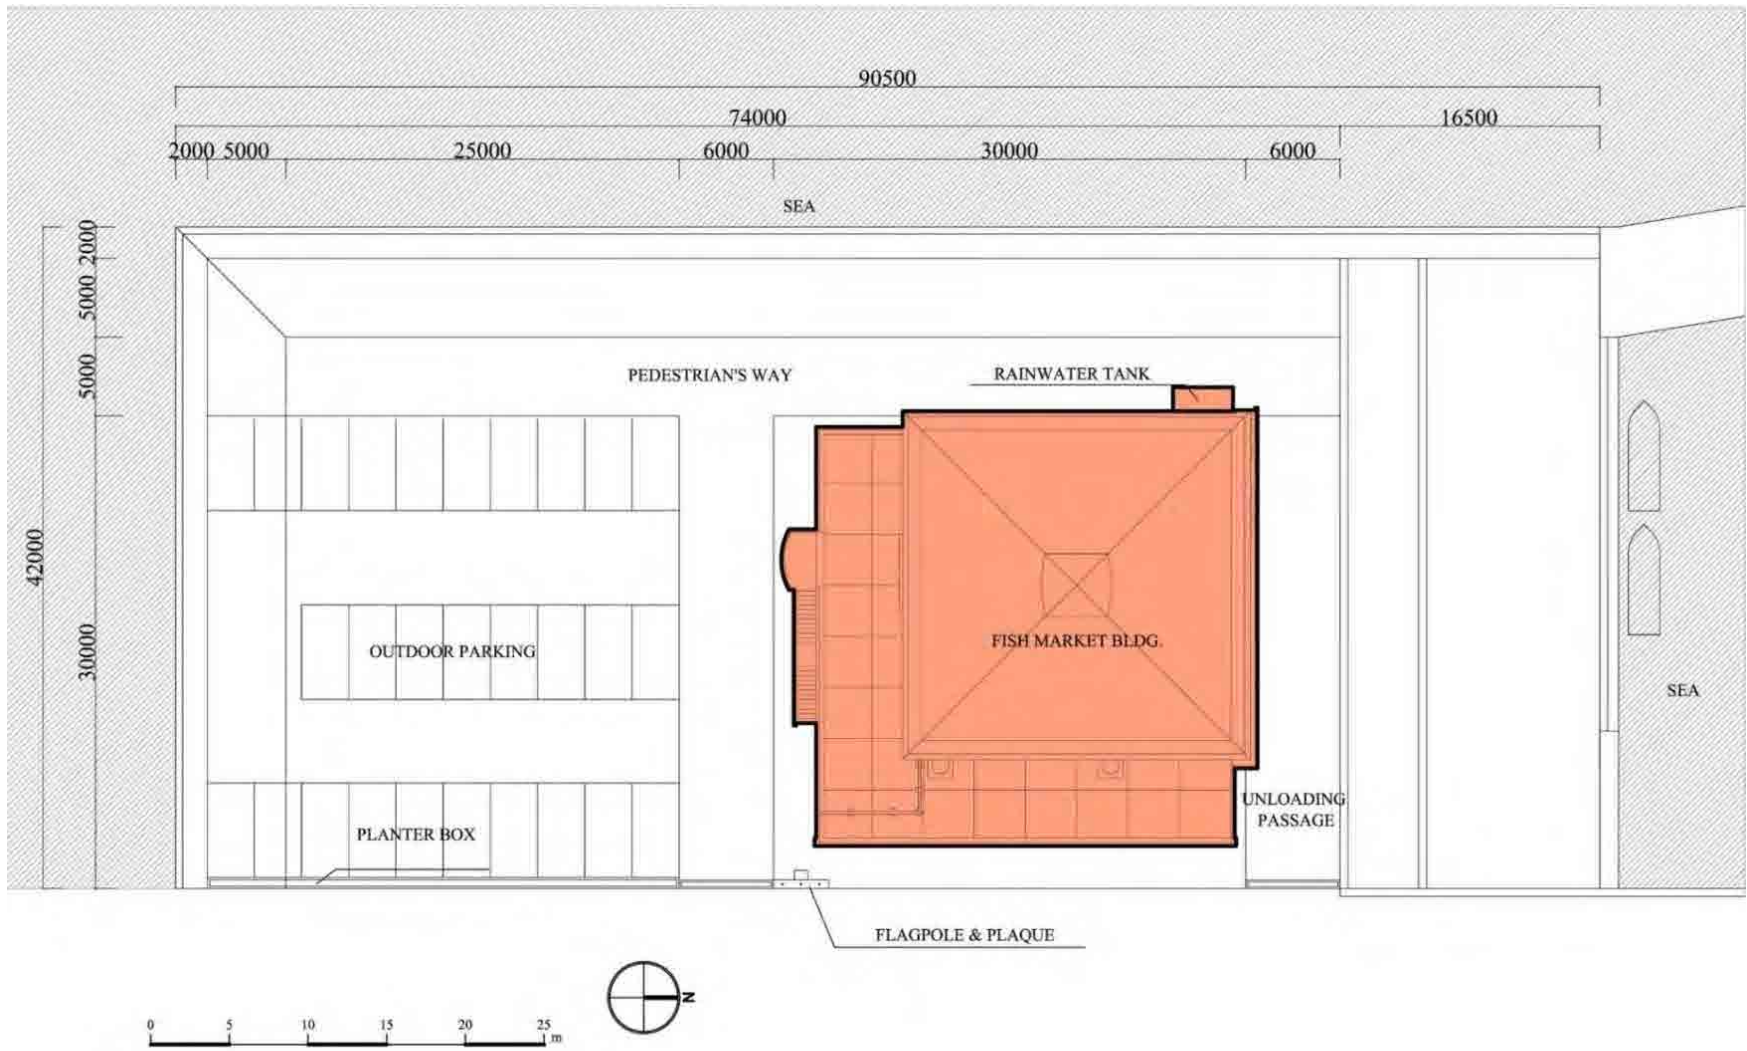 90500
74000
16500
2000
5000
25000
6000
30000
6000
SEA
2000
5000
5000
PEDESTRIAN'S WAY
RAINWATER TANK
42000
30000
OUTDOOR PARKING
FISH MARKET BLDG.
SEA
UNLOADING
PASSAGE
PLANTER BOX
FLAGPOLE & PLAQUE
N
0 5 10 15 20 25
m